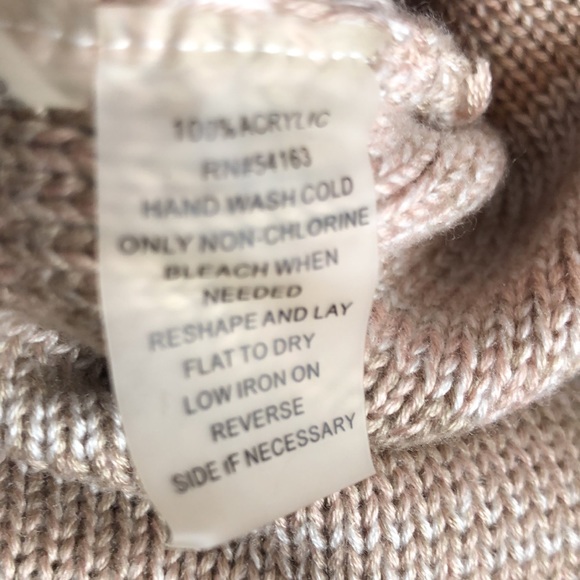 100% ACRYLIC
RN#54163
HAND WASH COLD
ONLY NON-CHLORINE
BLEACH WHEN
NEEDED
RESHAPE AND LAY
FLAT TO DRY
LOW IRON ON
REVERSE
SIDE IF NECESSARY